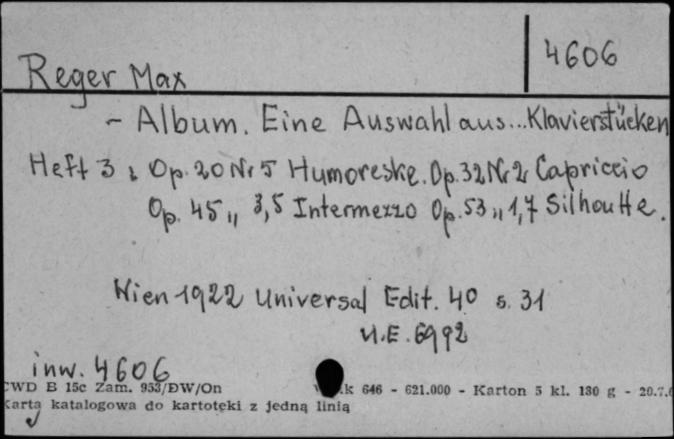 4606
Reger Max
- Album. Eine Auswahl aus... Klavierstücken
Heft 3: Op. 20 Nr 5 Humoreske. Op. 32 Nr 2 Capriccio
Op. 45 " 3,5 Intermezzo Op. 53 " 1,7 Silhouette.
Wien 1922 Universal Edit. 4° s. 31
U.E. 6992
inw. 4606
CWD B 15c Zam. 953/DW/On k 646 - 621.000 - Karton 5 kl. 180 g - 20.7.
Karta katalogowa do kartoteki z jedną linią